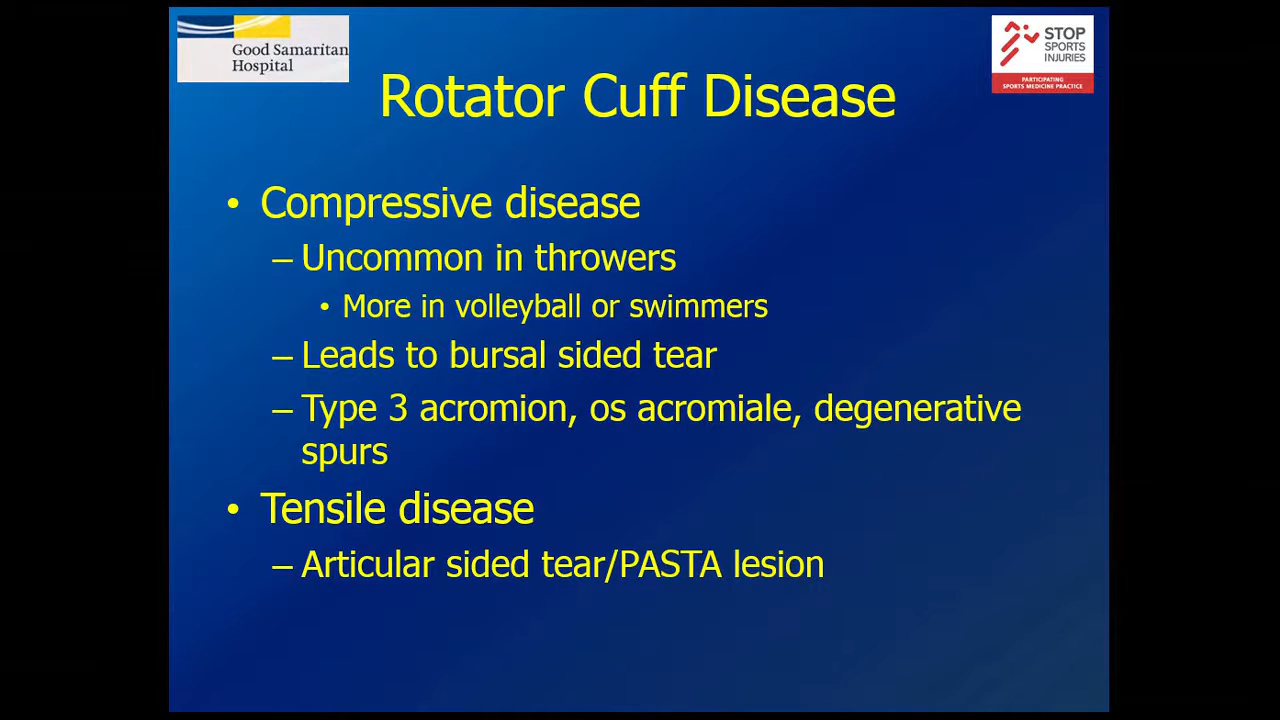 Good Samaritan
Hospital
STOP
SPORTS
INJURIES
PARTICIPATING
SPORTS MEDICINE PRACTICE
Rotator Cuff Disease
• Compressive disease
– Uncommon in throwers
• More in volleyball or swimmers
– Leads to bursal sided tear
– Type 3 acromion, os acromiale, degenerative
spurs
• Tensile disease
– Articular sided tear/PASTA lesion